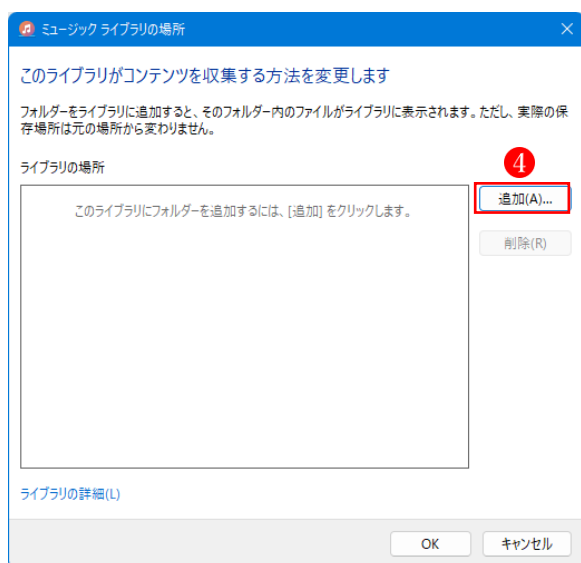 ミュージック ライブラリの場所
このライブラリがコンテンツを収集する方法を変更します
フォルダーをライブラリに追加すると、そのフォルダー内のファイルがライブラリに表示されます。ただし、実際の保
存場所は元の場所から変わりません。
ライブラリの場所
4
このライブラリにフォルダーを追加するには、[追加] をクリックします。
追加(A)...
削除(R)
ライブラリの詳細(L)
OK
キャンセル